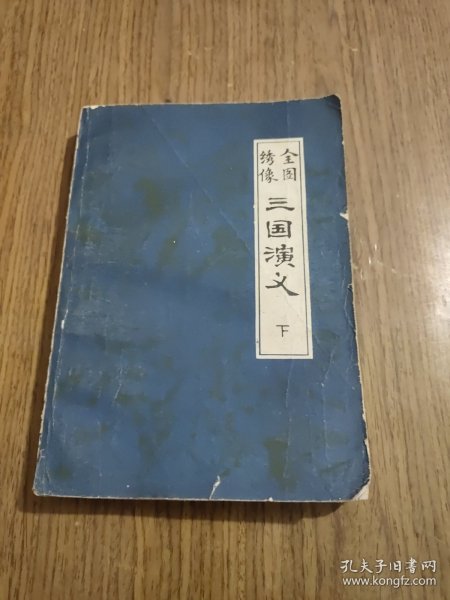 全图
绣像
三国演义
下
孔夫子旧书网
www.kongfz.com